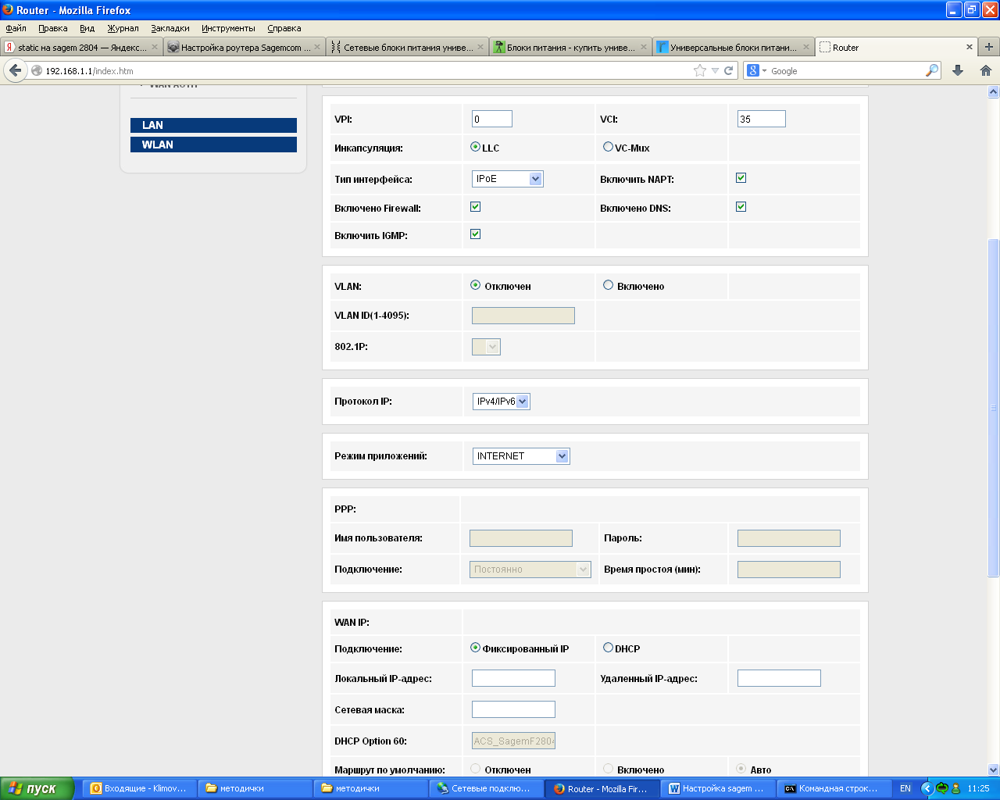 Router - Mozilla Firefox
Файл Правка Вид Журнал Закладки Инструменты Справка
static на sagem 2804 — Яндекс... Настройка роутера Sagemcom ... Сетевые блоки питания униве... Блоки питания - купить униве... Универсальные блоки питани... Router
192.168.1.1/index.htm Google
WAN AUTH
LAN
WLAN
VPI: 0 VCI: 35
Инкапсуляция: LLC VC-Mux
Тип интерфейса: IPoE Включить NAPT:
Включено Firewall: Включено DNS:
Включить IGMP:
VLAN: Отключен Включено
VLAN ID(1-4095):
802.1P:
Протокол IP: IPv4/IPv6
Режим приложений: INTERNET
PPP:
Имя пользователя: Пароль:
Подключение: Постоянно Время простоя (мин):
WAN IP:
Подключение: Фиксированный IP DHCP
Локальный IP-адрес: Удаленный IP-адрес:
Сетевая маска:
DHCP Option 60: ACS_SagemF2804
Маршрут по умолчанию: Отключен Включено Авто
пуск Входящие - Klimov... методички методички Сетевые подклю... Router - Mozilla Fir... Настройка sagem ... Командная строк... EN 11:25